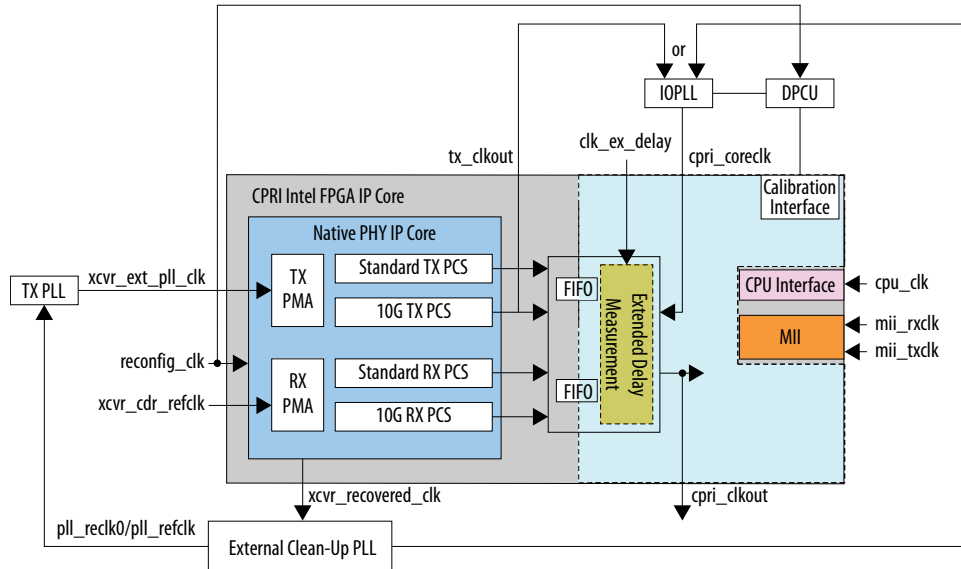 or
IOPLL
DPCU
clk_ex_delay
tx_clkout
cpri_coreclk
CPRI Intel FPGA IP Core
Calibration
Interface
Native PHY IP Core
TX
PMA
Standard TX PCS
10G TX PCS
FIFO
Extended Delay
Measurement
CPU Interface
cpu_clk
TX PLL
xcvr_ext_pll_clk
MII
mii_rxclk
mii_txclk
reconfig_clk
RX
PMA
Standard RX PCS
10G RX PCS
FIFO
xcvr_cdr_refclk
xcvr_recovered_clk
cpri_clkout
pll_reclk0/pll_refclk
External Clean-Up PLL